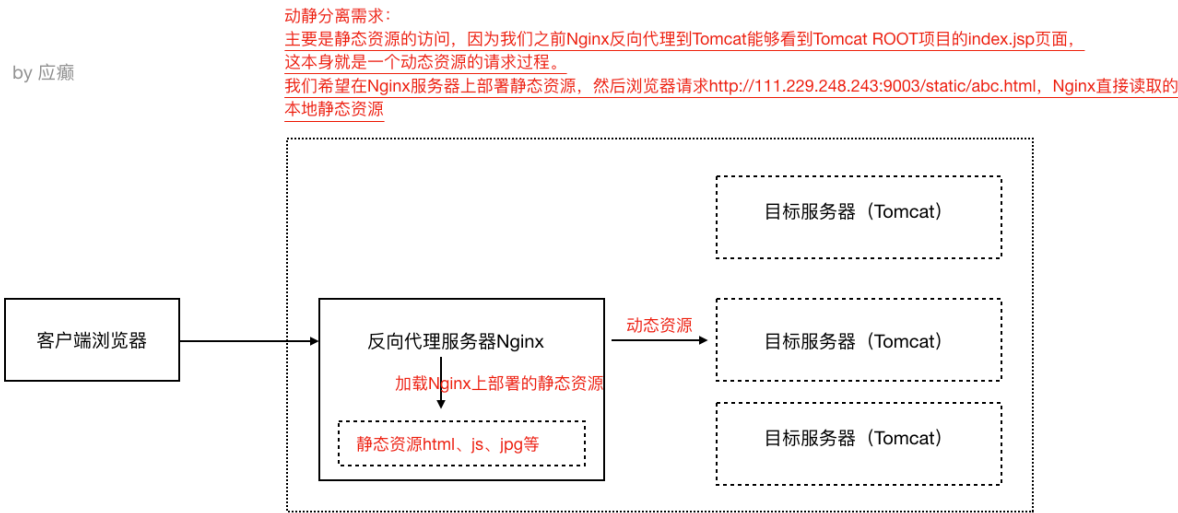 动静分离需求：
主要是静态资源的访问，因为我们之前Nginx反向代理到Tomcat能够看到Tomcat ROOT项目的index.jsp页面，
这本身就是一个动态资源的请求过程。
我们希望在Nginx服务器上部署静态资源，然后浏览器请求http://111.229.248.243:9003/static/abc.html，Nginx直接读取的
本地静态资源
by 应癫
目标服务器（Tomcat）
客户端浏览器
反向代理服务器Nginx
动态资源
目标服务器（Tomcat）
加载Nginx上部署的静态资源
静态资源html、js、jpg等
目标服务器（Tomcat）